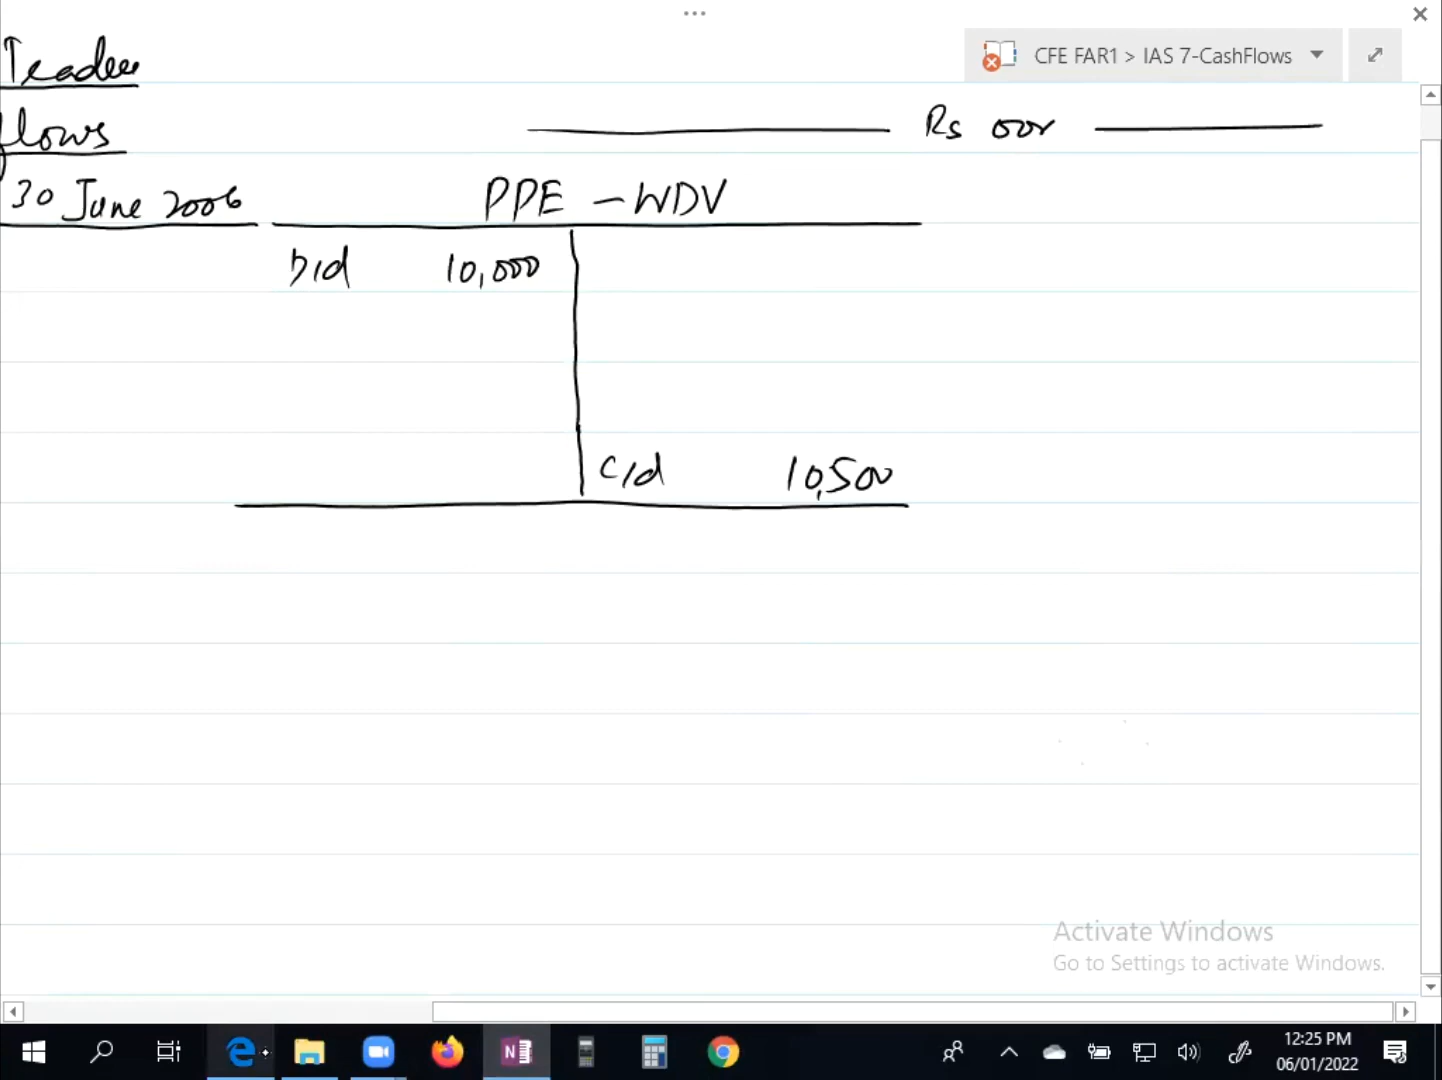 CFE FAR1 > IAS 7-CashFlows
Traders
flows
Rs 000
30 June 2006
PPE - WDV
b/d 10,000
c/d 10,500
Activate Windows
Go to Settings to activate Windows.
12:25 PM
06/01/2022